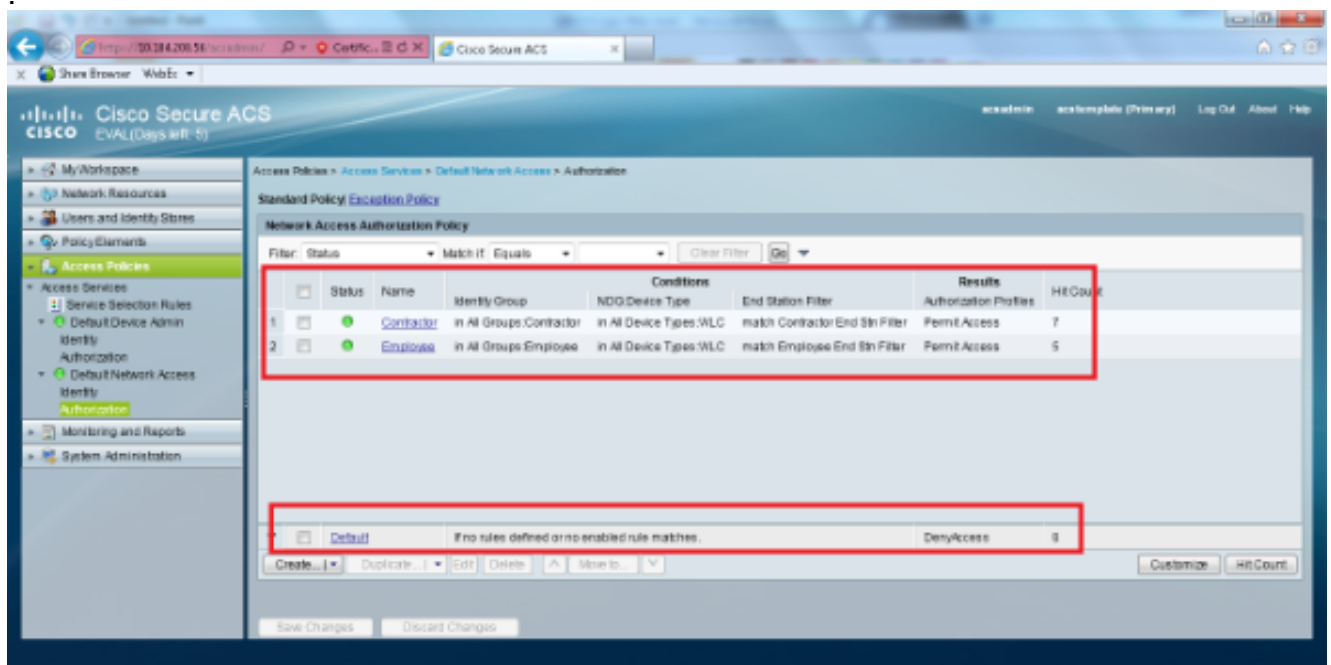 .
Certific...
Cisco Secure ACS
Share Browser WebEx
Cisco Secure ACS
CISCO EVAL(Days left: 5)
acsadmin acstemplate (Primary) Log Out About Help
My Workspace
Network Resources
Users and Identity Stores
Policy Elements
Access Policies
Access Services
Service Selection Rules
Default Device Admin
Identity
Authorization
Default Network Access
Identity
Authorization
Monitoring and Reports
System Administration
Access Policies > Access Services > Default Network Access > Authorization
Standard Policy| Exception Policy
Network Access Authorization Policy
Filter: Status Match if: Equals Clear Filter Go
Conditions Results
Status Name Identity Group NDG:Device Type End Station Filter Authorization Profiles Hit Count
1 Contractor in All Groups:Contractor in All Device Types:WLC match Contractor End Stn Filter Permit Access 7
2 Employee in All Groups:Employee in All Device Types:WLC match Employee End Stn Filter Permit Access 5
Default If no rules defined or no enabled rule matches. DenyAccess
Create... Duplicate... Edit Delete Move to... Customize Hit Count
Save Changes Discard Changes